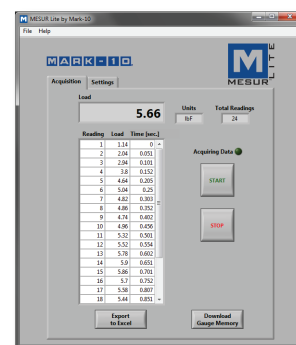 MESUR Lite by Mark-10
File Help
MARK-10
M
MESUR
LITE
Acquisition Settings
Load
5.66
Units
lbF
Total Readings
24
Reading Load Time [sec.]
1 1.14 0
2 2.04 0.051
3 2.94 0.101
4 3.8 0.152
5 4.64 0.205
6 5.04 0.25
7 4.82 0.303
8 4.86 0.352
9 4.74 0.402
10 4.96 0.456
11 5.32 0.501
12 5.52 0.554
13 5.78 0.602
14 5.9 0.651
15 5.86 0.701
16 5.7 0.752
17 5.58 0.807
18 5.44 0.851
Acquiring Data
START
STOP
Export
to Excel
Download
Gauge Memory